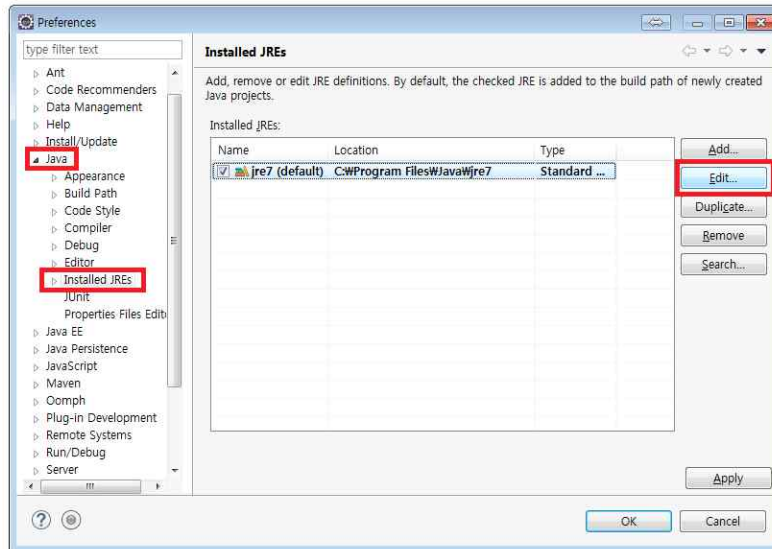 Preferences
type filter text
Ant
Code Recommenders
Data Management
Help
Install/Update
Java
Appearance
Build Path
Code Style
Compiler
Debug
Editor
Installed JREs
JUnit
Properties Files Edit
Java EE
Java Persistence
JavaScript
Maven
Oomph
Plug-in Development
Remote Systems
Run/Debug
Server
Installed JREs
Add, remove or edit JRE definitions. By default, the checked JRE is added to the build path of newly created
Java projects.
Installed JREs:
Name Location Type
jre7 (default) C:₩Program Files₩Java₩jre7 Standard ...
Add...
Edit...
Duplicate...
Remove
Search...
Apply
OK
Cancel